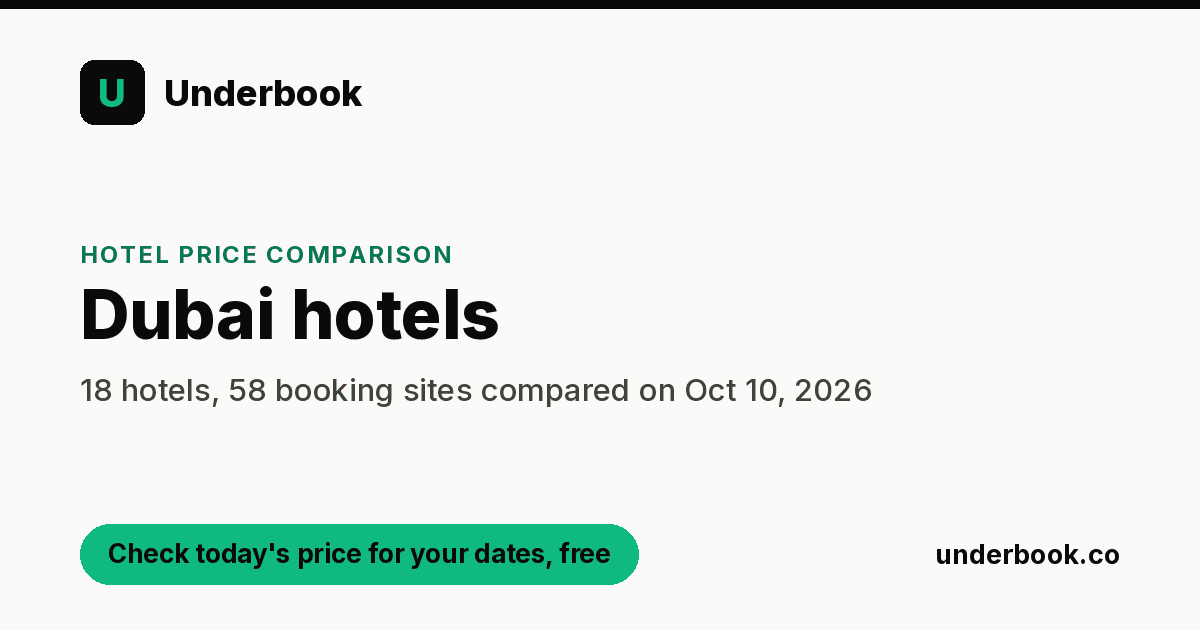 U Underbook
HOTEL PRICE COMPARISON
Dubai hotels
18 hotels, 58 booking sites compared on Oct 10, 2026
Check today's price for your dates, free
underbook.co